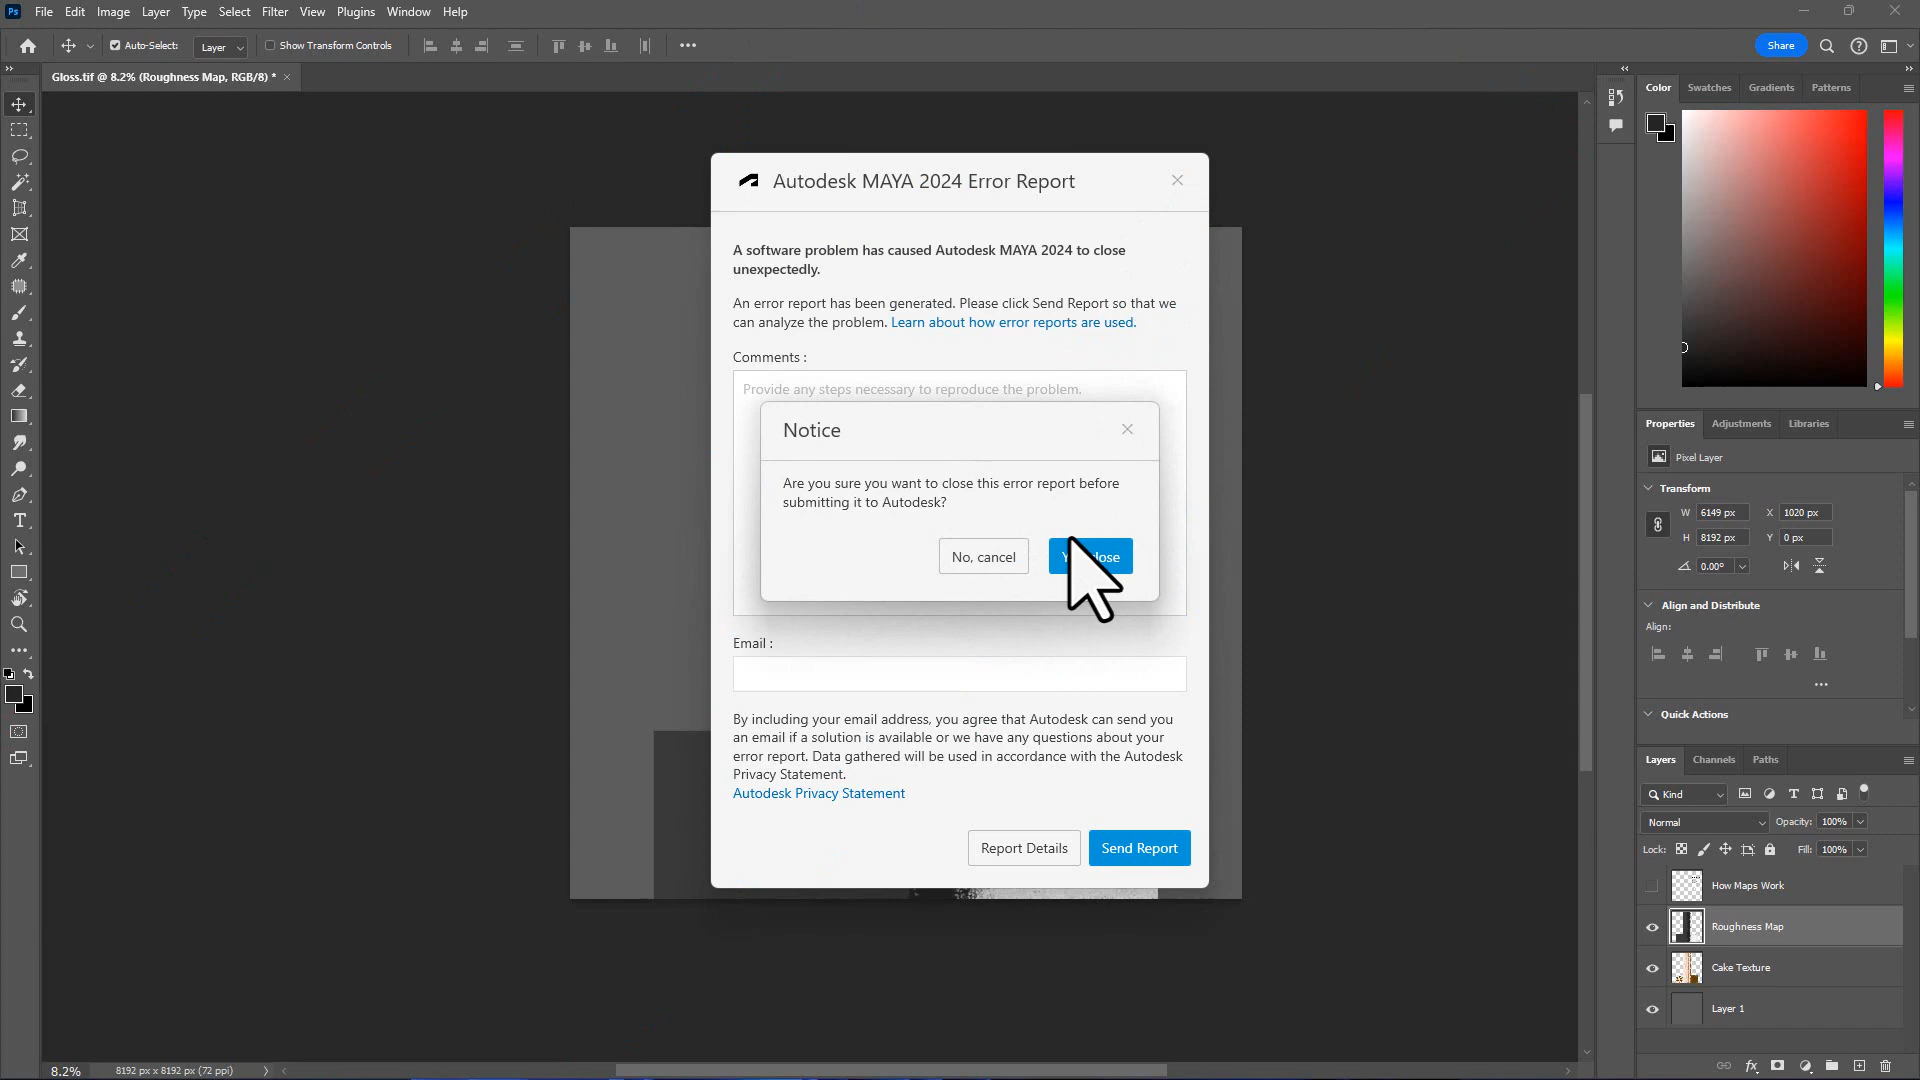 Ps File Edit Image Layer Type Select Filter View Plugins Window Help
Auto-Select: Layer Show Transform Controls Share
Gloss.tif @ 8.2% (Roughness Map, RGB/8) *
Color Swatches Gradients Patterns
Autodesk MAYA 2024 Error Report
A software problem has caused Autodesk MAYA 2024 to close
unexpectedly.
An error report has been generated. Please click Send Report so that we
can analyze the problem. Learn about how error reports are used.
Comments :
Provide any steps necessary to reproduce the problem.
Notice
Are you sure you want to close this error report before
submitting it to Autodesk?
No, cancel
Email :
By including your email address, you agree that Autodesk can send you
an email if a solution is available or we have any questions about your
error report. Data gathered will be used in accordance with the Autodesk
Privacy Statement.
Autodesk Privacy Statement
Report Details Send Report
Properties Adjustments Libraries
Pixel Layer
Transform
W 6149 px X 1020 px
H 8192 px Y 0 px
0.00°
Align and Distribute
Align:
Quick Actions
Layers Channels Paths
Kind
Normal Opacity: 100%
Lock: Fill: 100%
How Maps Work
Roughness Map
Cake Texture
Layer 1
8.2% 8192 px x 8192 px (72 ppi)